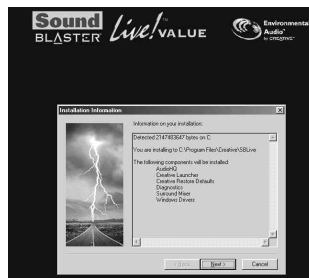 Sound
BLASTER Live!™ VALUE
Environmental
Audio™
by CREATIVE®
Installation Information
Information on your installation:
Detected 2147483647 bytes on C:
You are installing to C:\Program Files\Creative\SBLive
The following components will be installed:
AudioHQ
Creative Launcher
Creative Restore Defaults
Diagnostics
Surround Mixer
Windows Drivers
< Back
Next >
Cancel